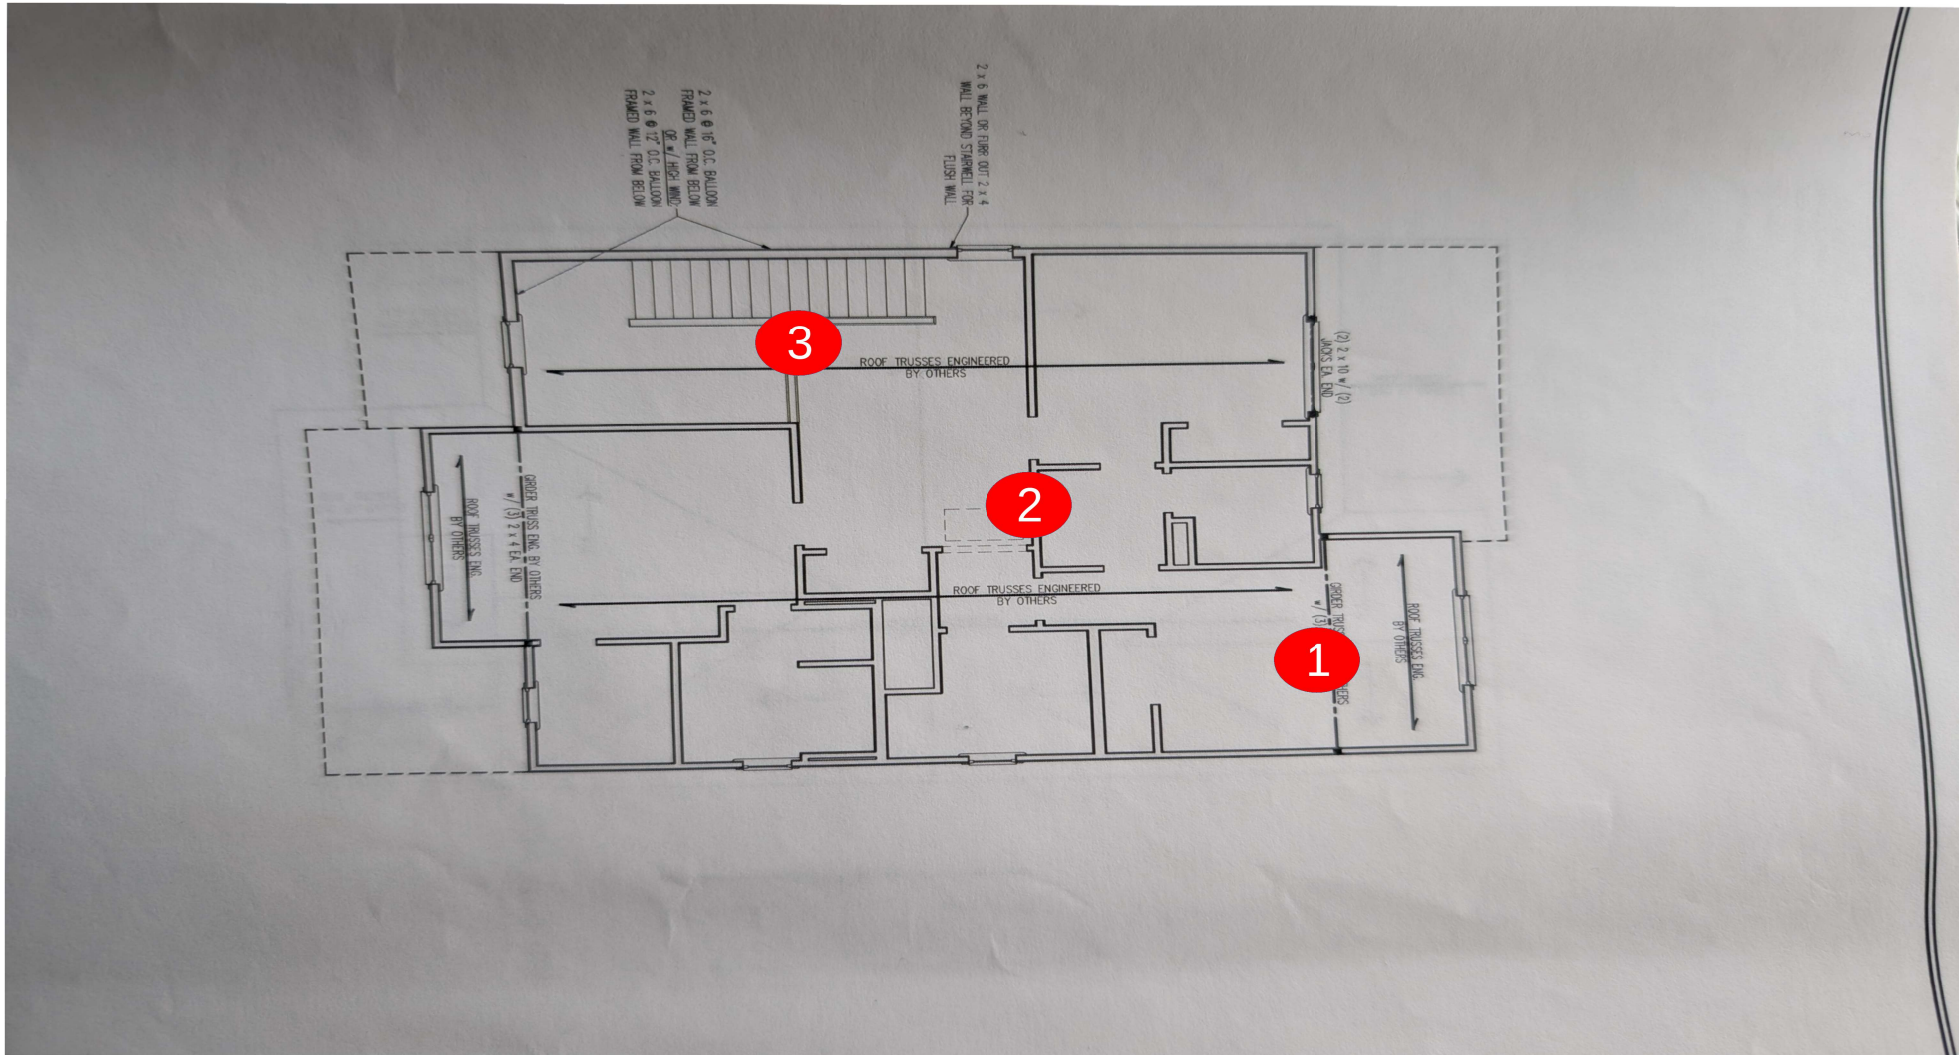 2 x 6 WALL OR FURR OUT 2 x 4
WALL BEYOND STAIRWELL FOR
FLUSH WALL
2 x 6 @ 16" O.C. BALLOON
FRAMED WALL FROM BELOW
OR w/ HIGH WIND:
2 x 6 @ 12" O.C. BALLOON
FRAMED WALL FROM BELOW
3
ROOF TRUSSES ENGINEERED
BY OTHERS
(2) 2 x 10 w/ (2)
JACKS EA. END
2
GIRDER TRUSS ENG. BY OTHERS
w/ (3) 2 x 4 EA. END
ROOF TRUSSES ENG.
BY OTHERS
ROOF TRUSSES ENGINEERED
BY OTHERS
GIRDER
w/ (3)
1
ROOF TRUSSES ENG.
BY OTHERS